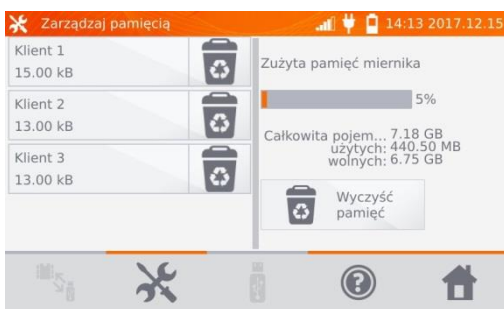 Zarządzaj pamięcią
14:13 2017.12.15
Klient 1
15.00 kB
Klient 2
13.00 kB
Klient 3
13.00 kB
Zużyta pamięć miernika
5%
Całkowita pojem... 7.18 GB
użytych: 440.50 MB
wolnych: 6.75 GB
Wyczyść
pamięć